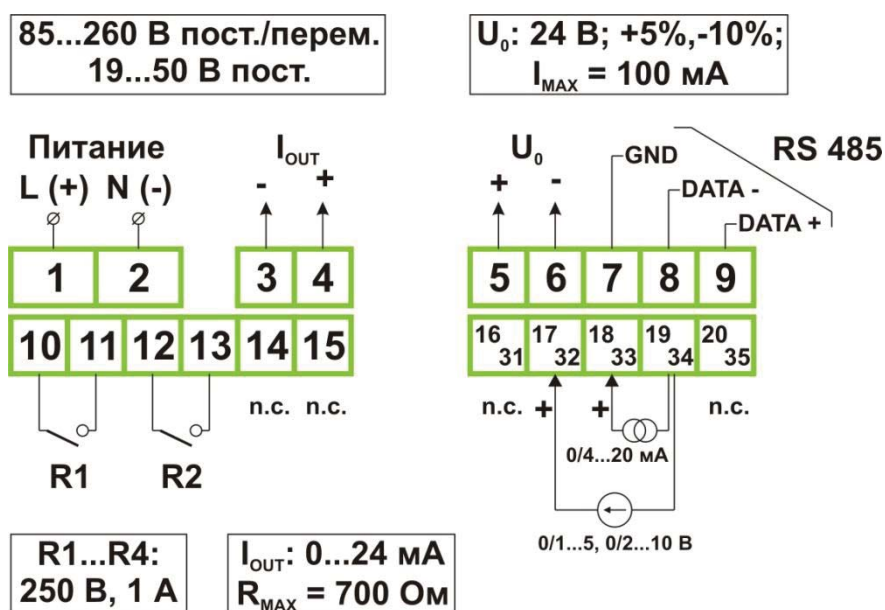 85...260 В пост./перем.
19...50 В пост.
U₀: 24 В; +5%,-10%;
Iмах = 100 мА
Питание
L (+) N (-)
Iout
- +
U₀
+ -
GND
RS 485
DATA -
DATA +
1 2 3 4 5 6 7 8 9
10 11 12 13 14 15
16 17 18 19 20
31 32 33 34 35
n.c. n.c.
n.c. + + n.c.
R1 R2
0/4...20 мА
0/1...5, 0/2...10 В
R1...R4:
250 В, 1 А
Iout: 0...24 мА
Rмах = 700 Ом